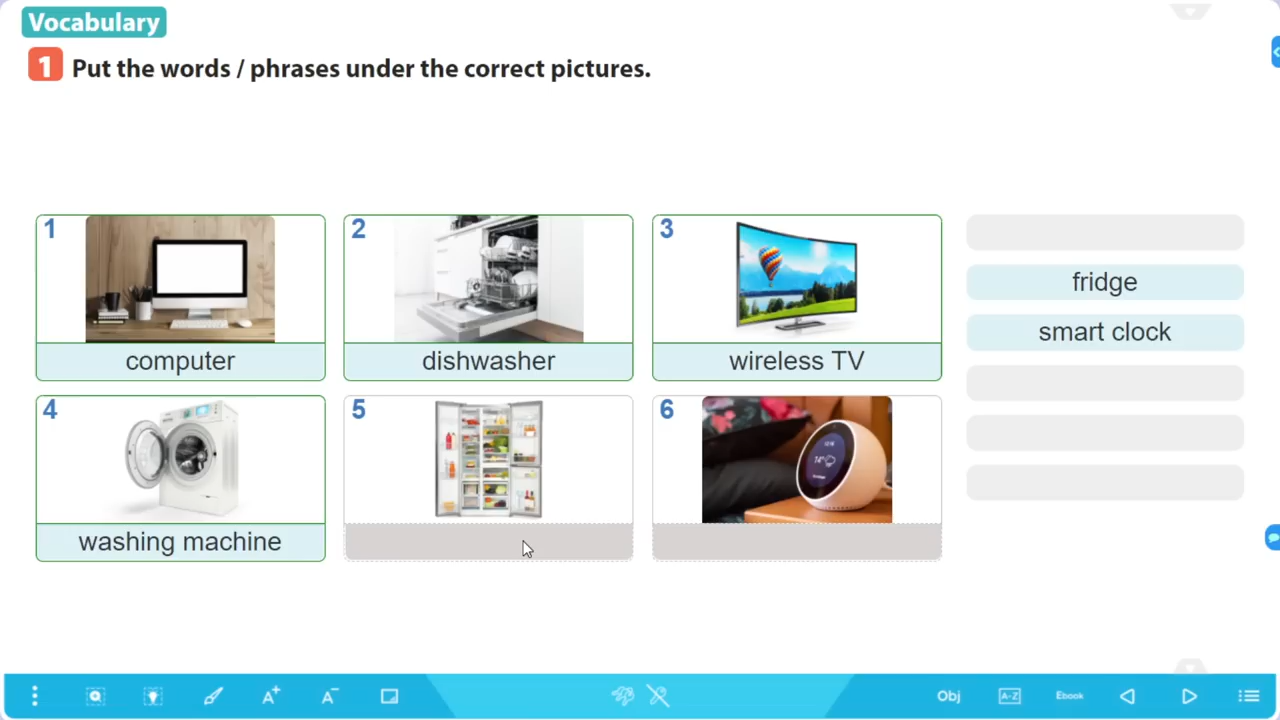 Vocabulary
1 Put the words / phrases under the correct pictures.
1
computer
2
dishwasher
3
wireless TV
fridge
smart clock
4
washing machine
5
6
A+
A-
Obj
A-Z
Ebook